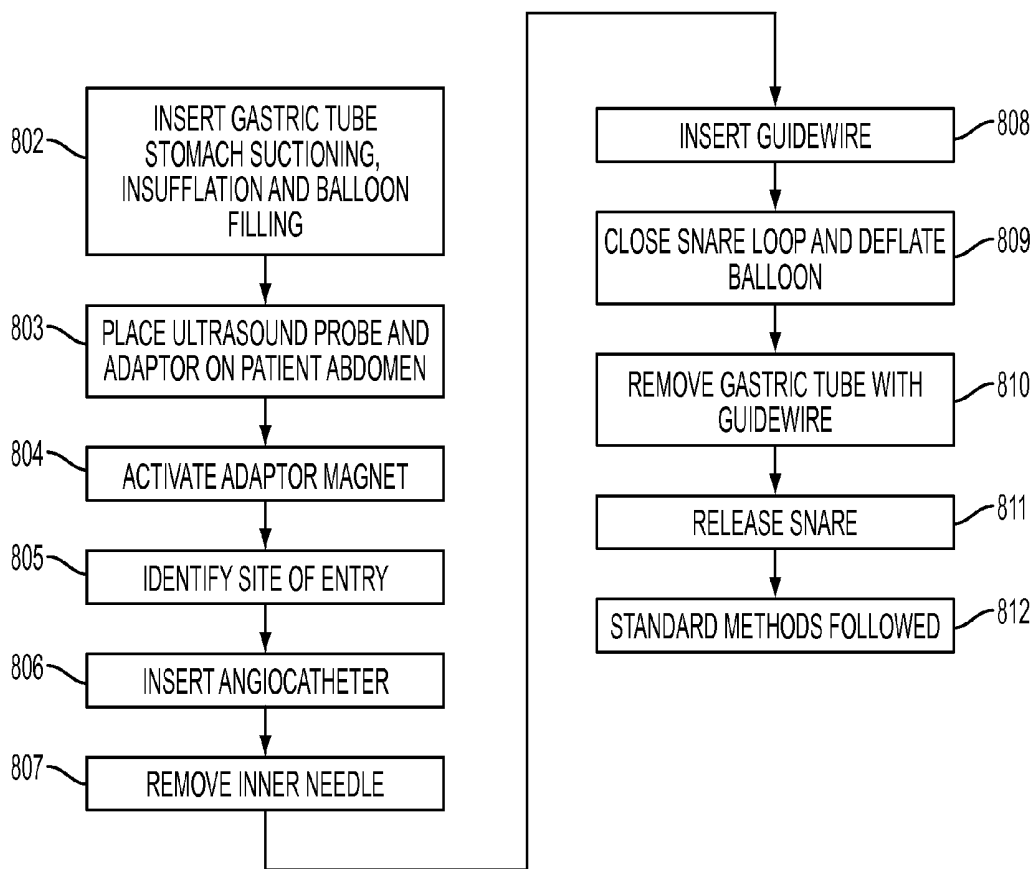 802
INSERT GASTRIC TUBE
STOMACH SUCTIONING,
INSUFFLATION AND BALLOON
FILLING
803
PLACE ULTRASOUND PROBE AND
ADAPTOR ON PATIENT ABDOMEN
804
ACTIVATE ADAPTOR MAGNET
805
IDENTIFY SITE OF ENTRY
806
INSERT ANGIOCATHETER
807
REMOVE INNER NEEDLE
808
INSERT GUIDEWIRE
809
CLOSE SNARE LOOP AND DEFLATE
BALLOON
810
REMOVE GASTRIC TUBE WITH
GUIDEWIRE
811
RELEASE SNARE
812
STANDARD METHODS FOLLOWED